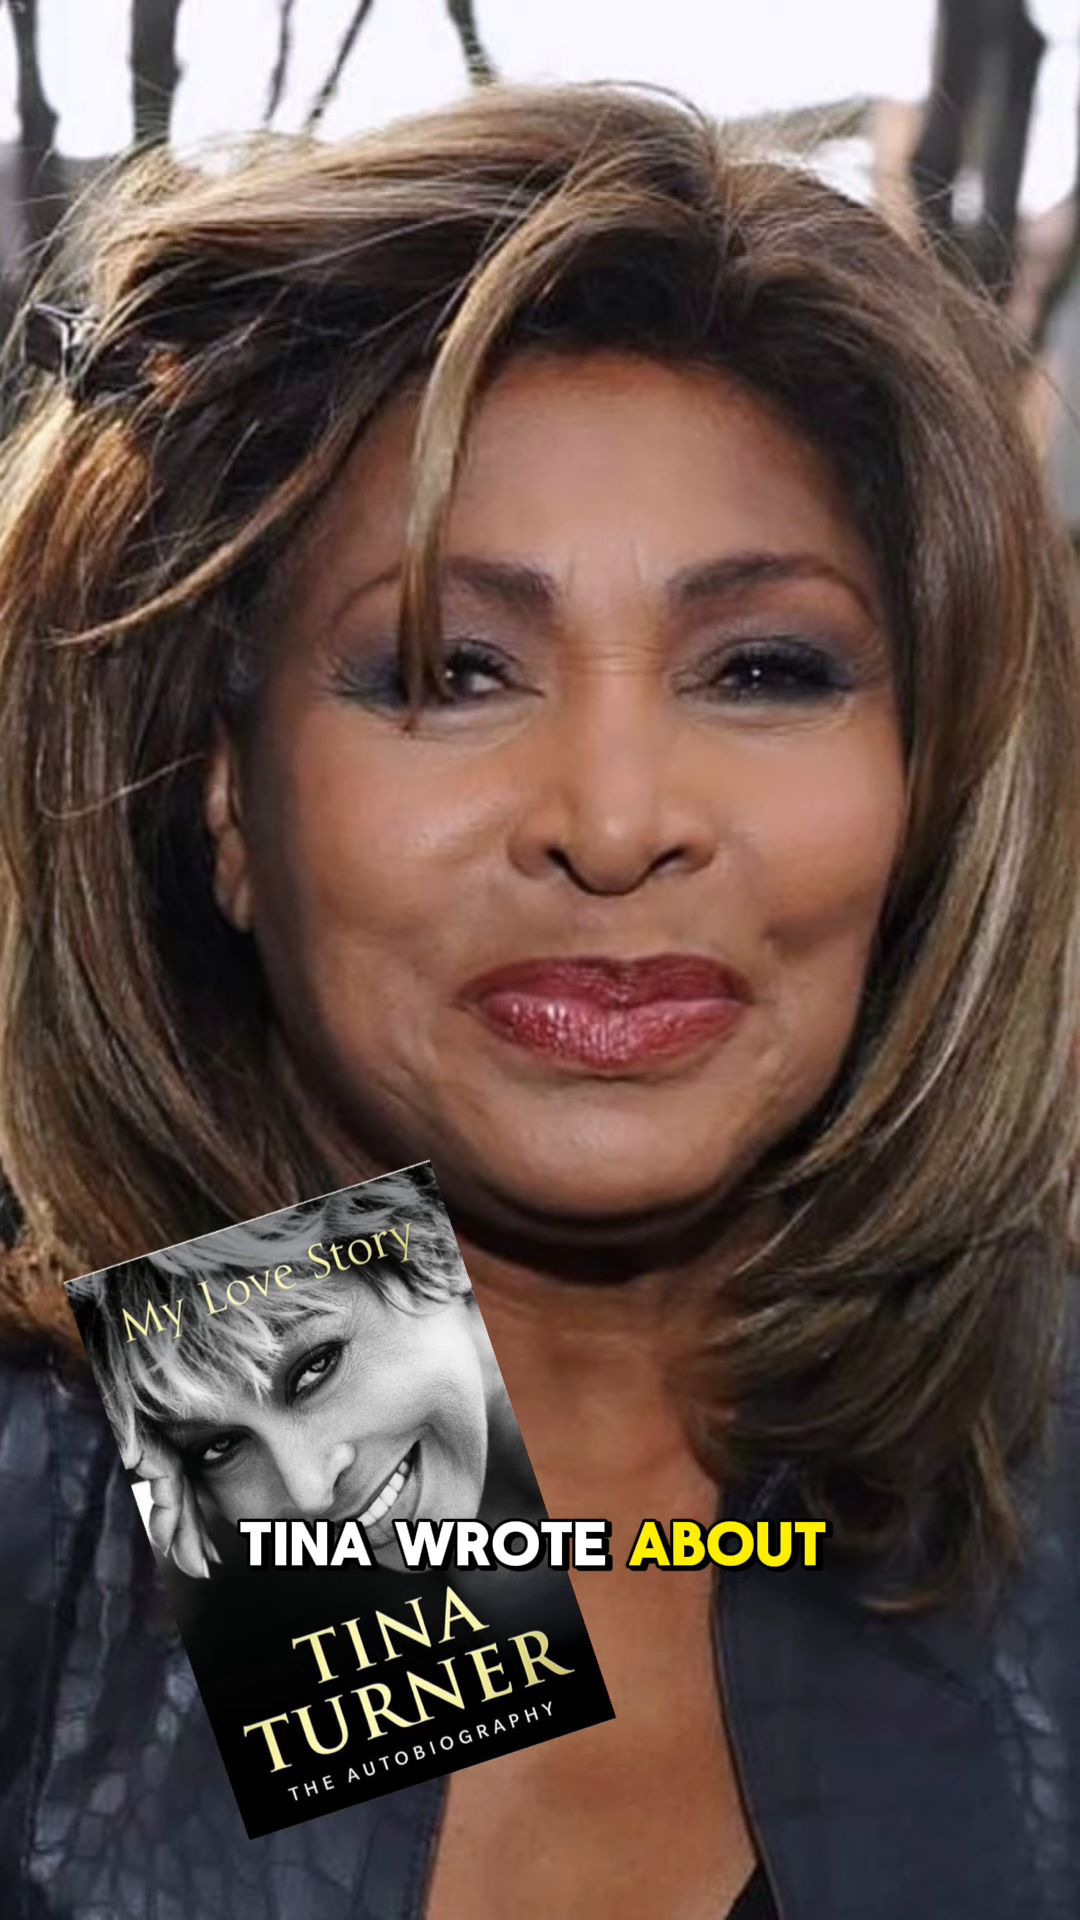 My Love Story
TINA WROTE ABOUT
TINA
TURNER
THE AUTOBIOGRAPHY